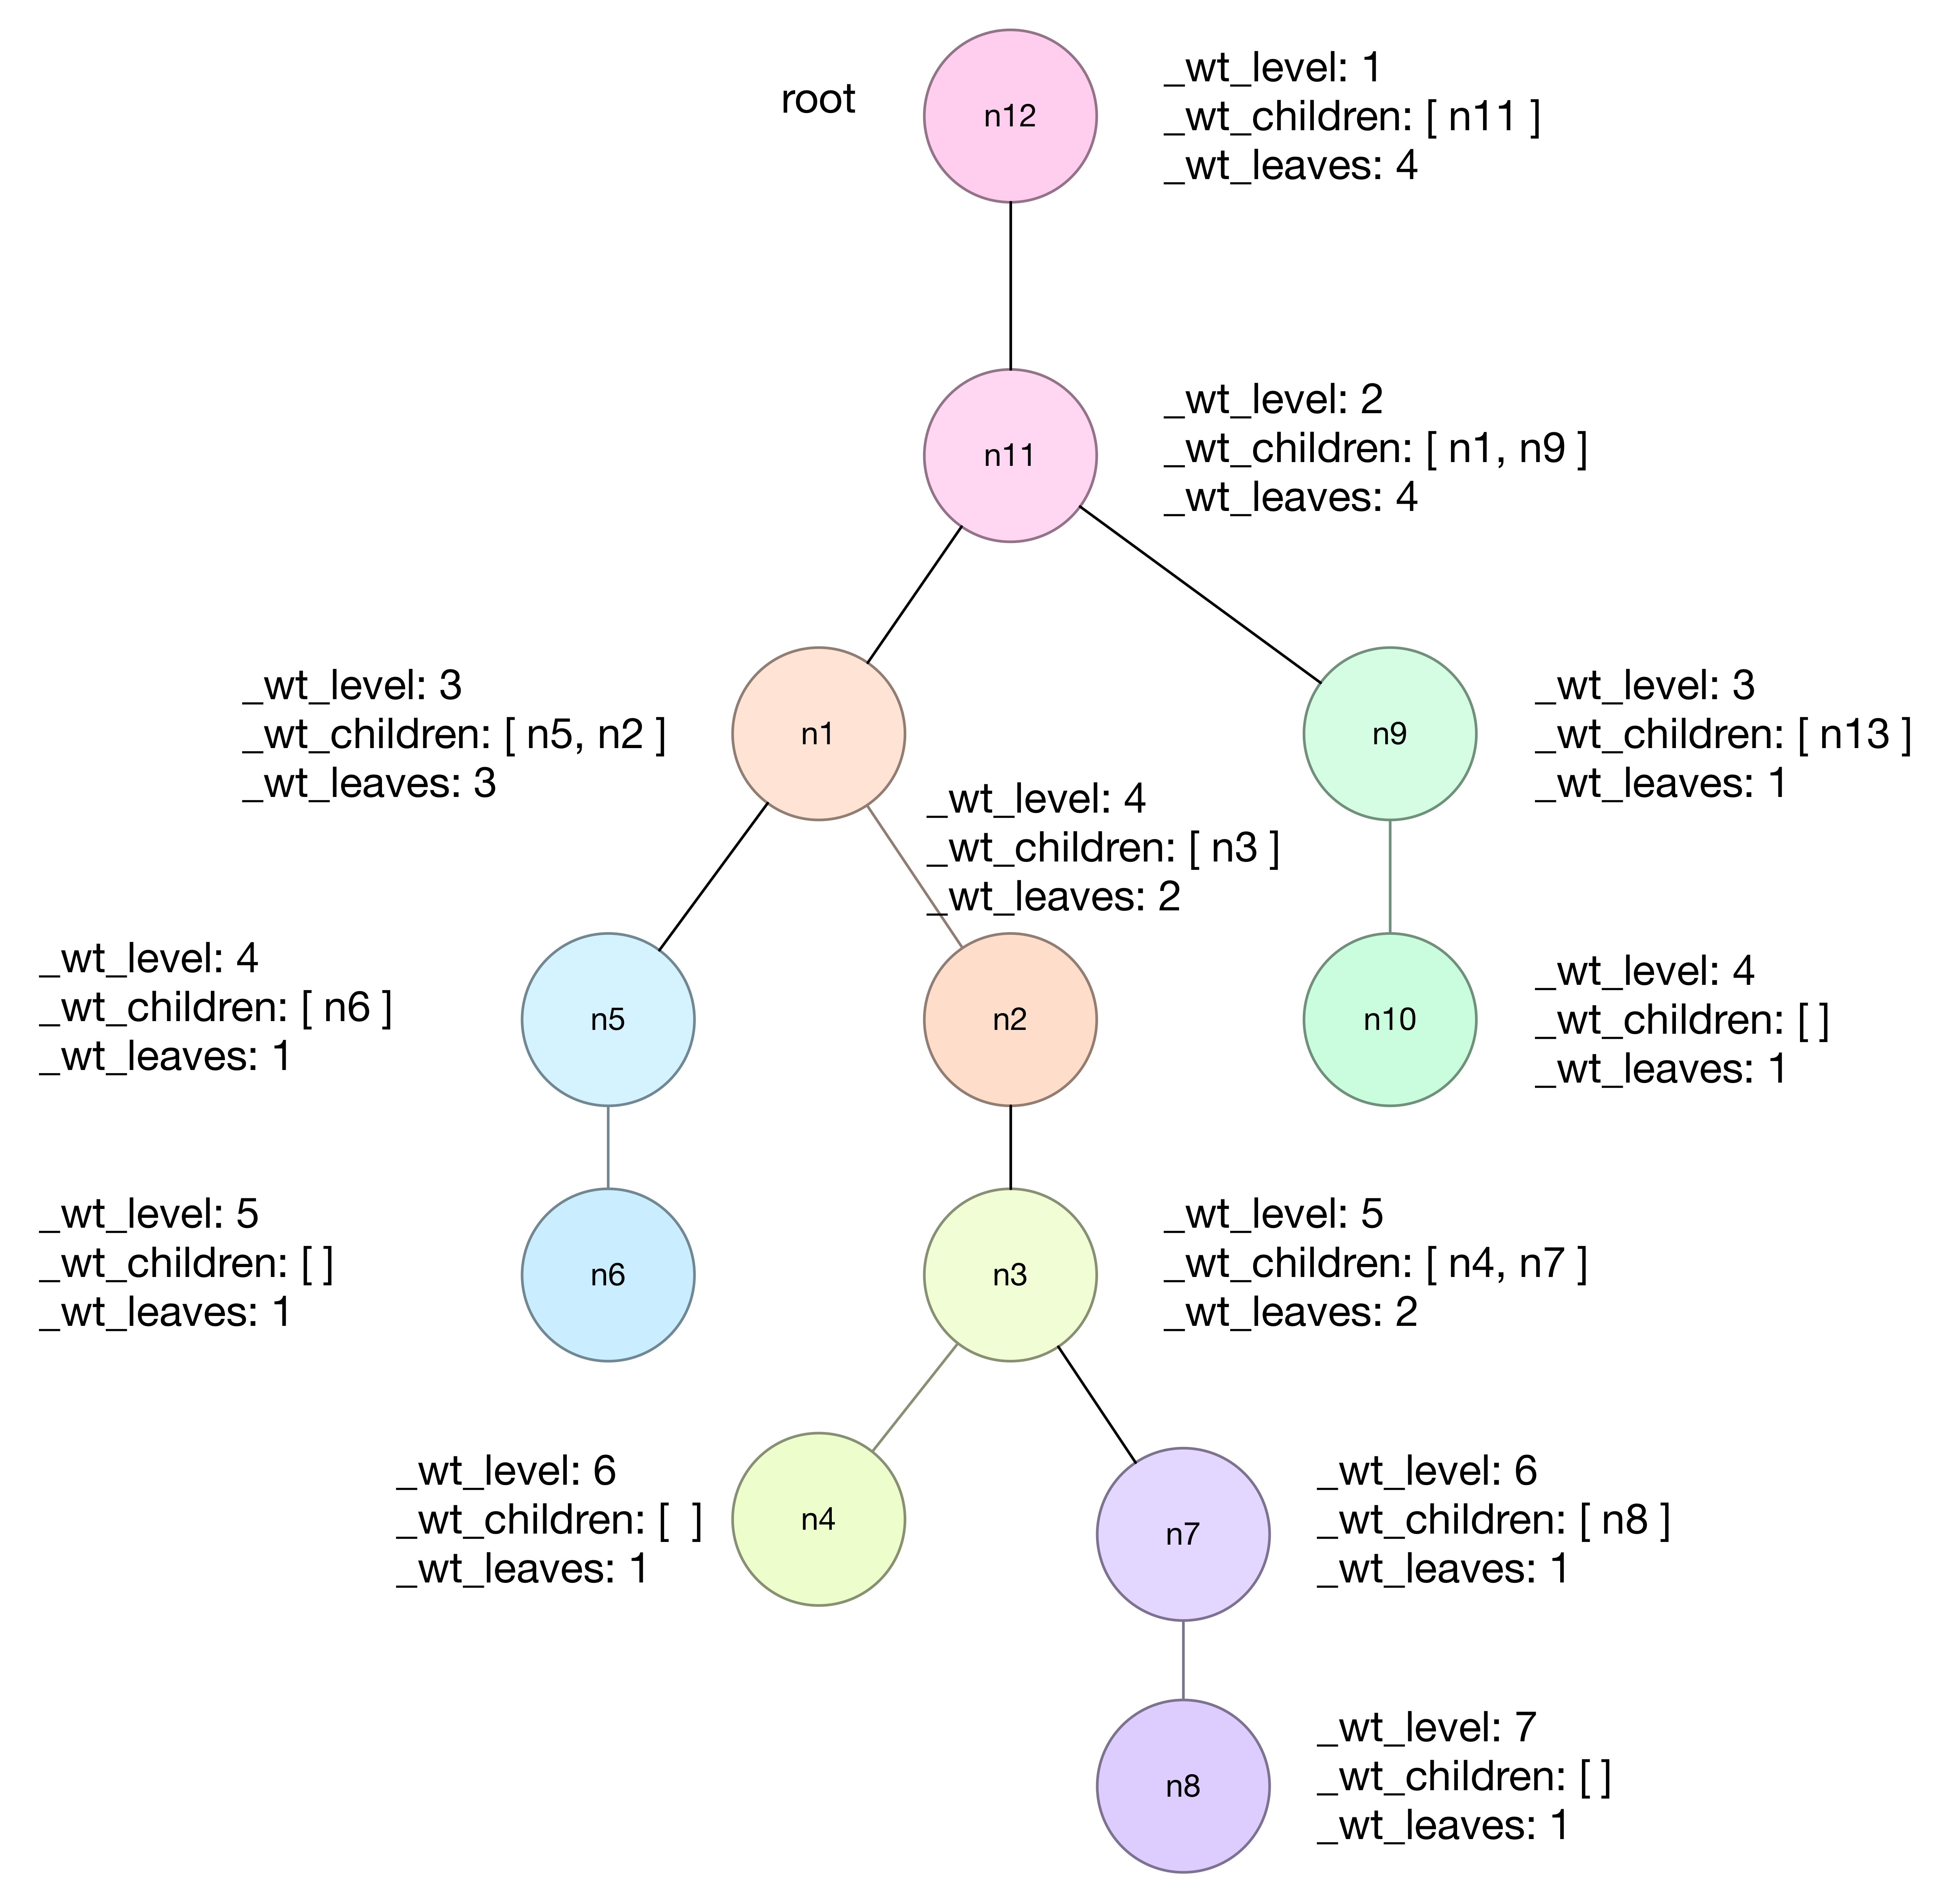 root
n12
_wt_level: 1
_wt_children: [ n11 ]
_wt_leaves: 4
n11
_wt_level: 2
_wt_children: [ n1, n9 ]
_wt_leaves: 4
_wt_level: 3
_wt_children: [ n5, n2 ]
_wt_leaves: 3
n1
n9
_wt_level: 3
_wt_children: [ n13 ]
_wt_leaves: 1
_wt_level: 4
_wt_children: [ n3 ]
_wt_leaves: 2
_wt_level: 4
_wt_children: [ n6 ]
_wt_leaves: 1
n5
n2
n10
_wt_level: 4
_wt_children: [ ]
_wt_leaves: 1
_wt_level: 5
_wt_children: [ ]
_wt_leaves: 1
n6
n3
_wt_level: 5
_wt_children: [ n4, n7 ]
_wt_leaves: 2
_wt_level: 6
_wt_children: [  ]
_wt_leaves: 1
n4
n7
_wt_level: 6
_wt_children: [ n8 ]
_wt_leaves: 1
n8
_wt_level: 7
_wt_children: [ ]
_wt_leaves: 1